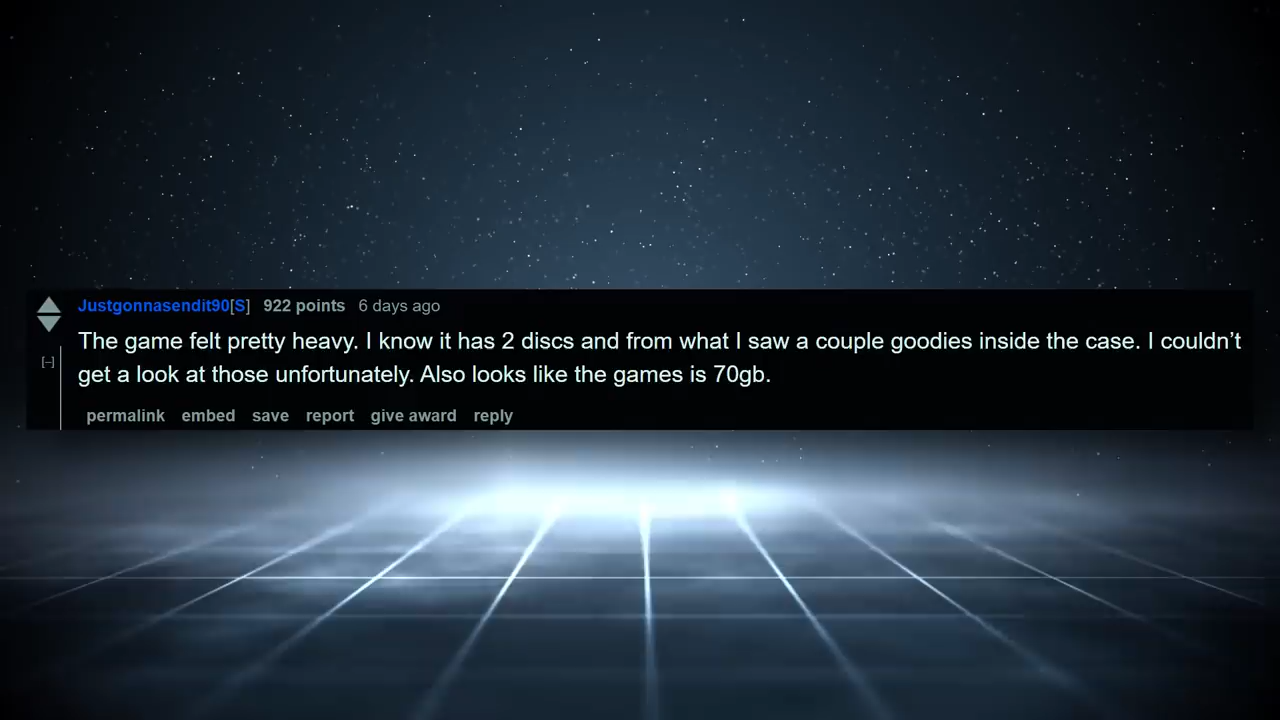 Justgonnasendit90[S] 922 points 6 days ago
The game felt pretty heavy. I know it has 2 discs and from what I saw a couple goodies inside the case. I couldn’t
get a look at those unfortunately. Also looks like the games is 70gb.
[–]
permalink embed save report give award reply